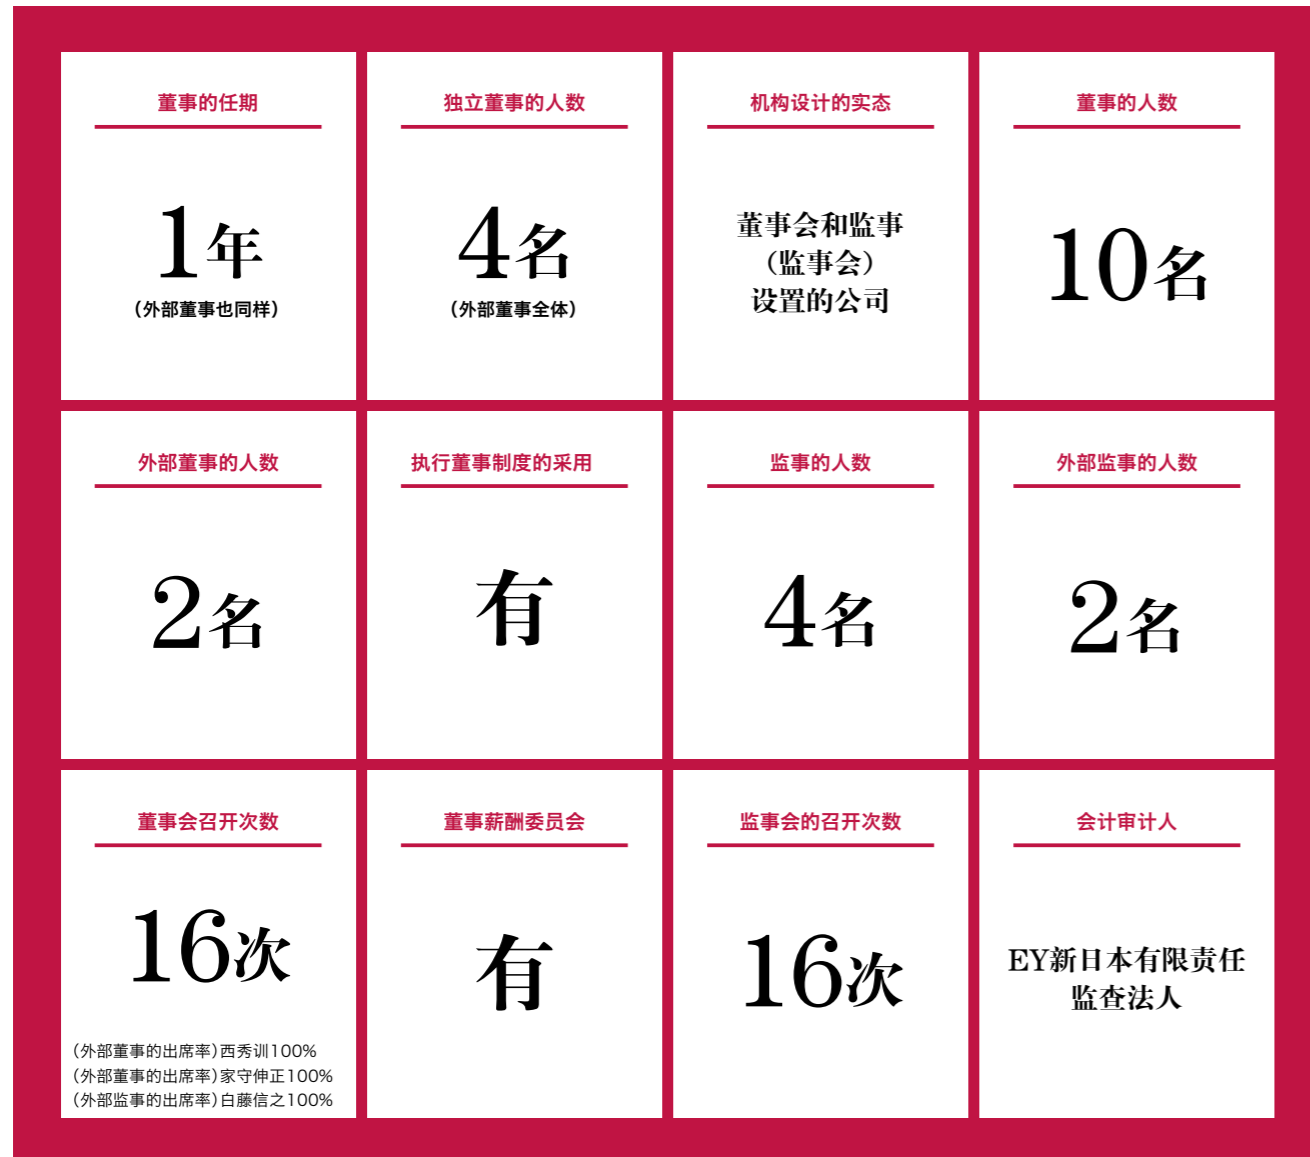 董事的任期
1年
（外部董事也同样）
独立董事的人数
4名
（外部董事全体）
机构设计的实态
董事会和监事
（监事会）
设置的公司
董事的人数
10名
外部董事的人数
2名
执行董事制度的采用
有
监事的人数
4名
外部监事的人数
2名
董事会召开次数
16次
（外部董事的出席率）西秀训100%
（外部董事的出席率）家守伸正100%
（外部监事的出席率）白藤信之100%
董事薪酬委员会
有
监事会的召开次数
16次
会计审计人
EY新日本有限责任
监查法人